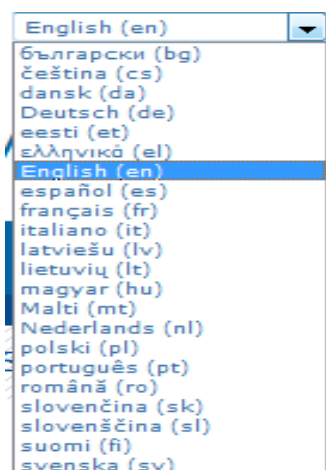 English (en)
български (bg)
čeština (cs)
dansk (da)
Deutsch (de)
eesti (et)
ελληνικά (el)
English (en)
español (es)
français (fr)
italiano (it)
latviešu (lv)
lietuvių (lt)
magyar (hu)
Malti (mt)
Nederlands (nl)
polski (pl)
português (pt)
română (ro)
slovenčina (sk)
slovenščina (sl)
suomi (fi)
svenska (sv)